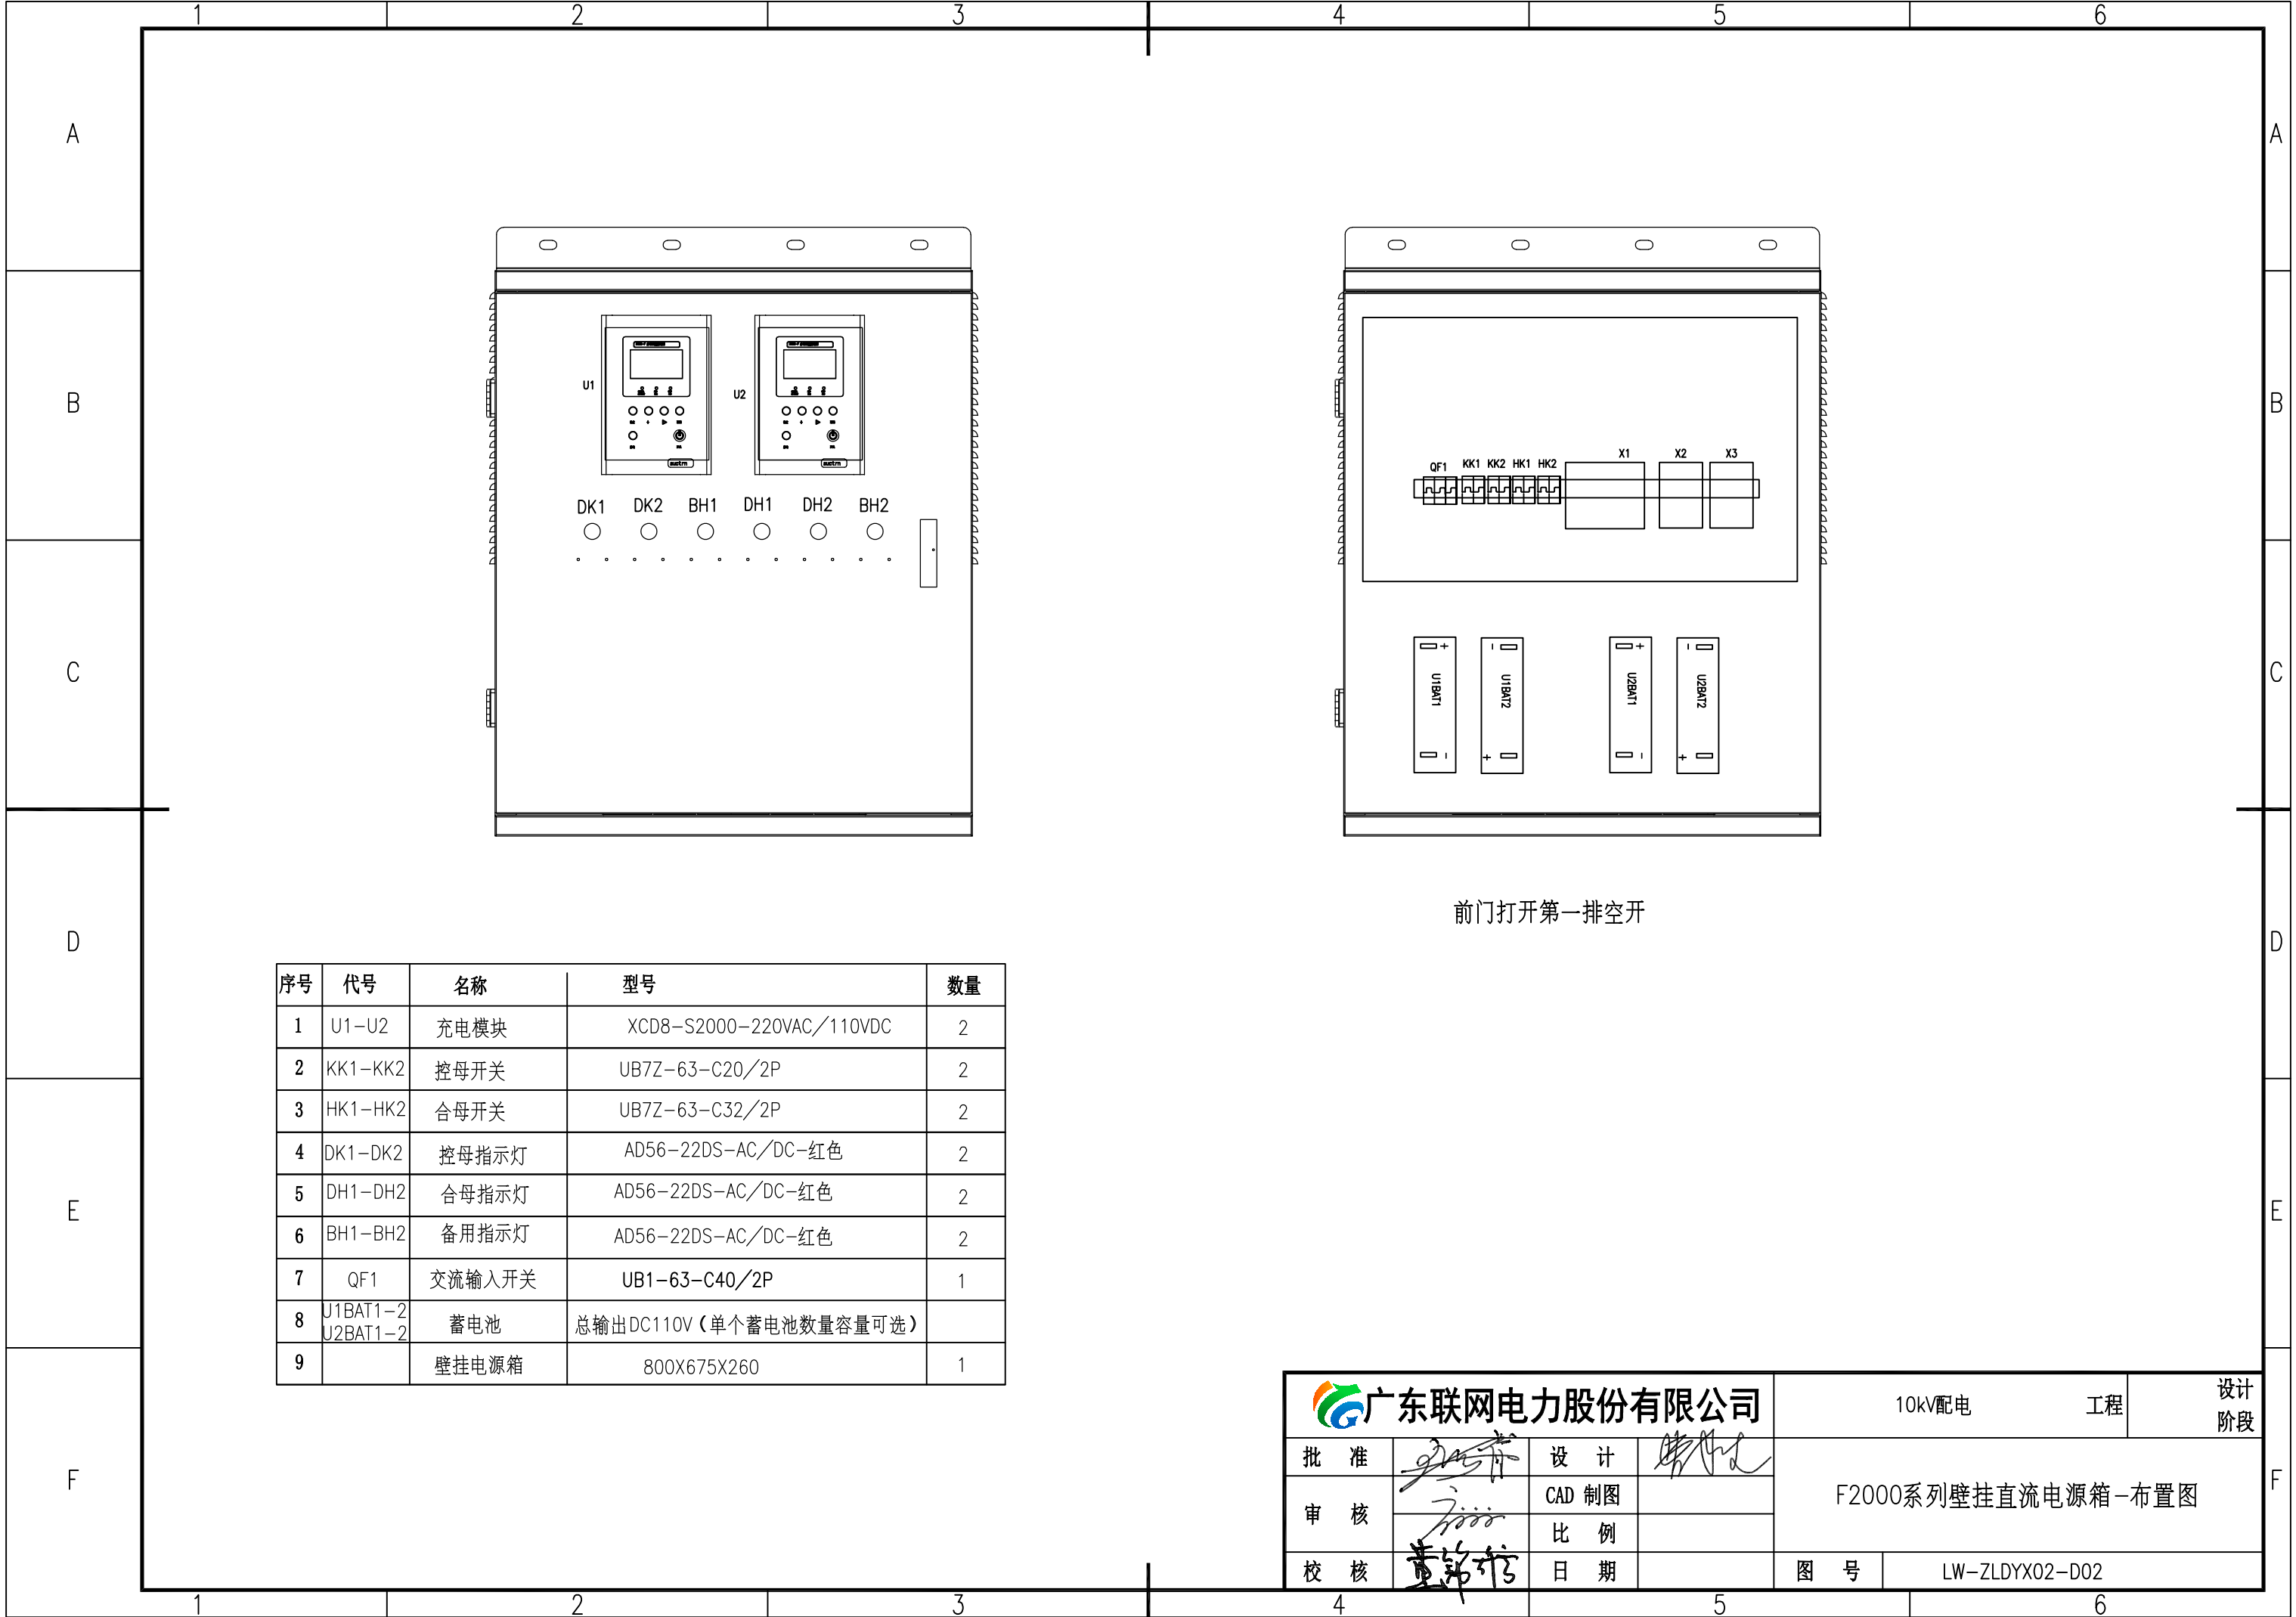 1 2 3 4 5 6
A A
B B
C C
D D
E E
F F
U1
U2
DK1 DK2 BH1 DH1 DH2 BH2
QF1 KK1 KK2 HK1 HK2 X1 X2 X3
+ - + -
U1BAT1 U1BAT2 U2BAT1 U2BAT2
- + - +
前门打开第一排空开
序号 代号 名称 型号 数量
1 U1-U2 充电模块 XCD8-S2000-220VAC/110VDC 2
2 KK1-KK2 控母开关 UB7Z-63-C20/2P 2
3 HK1-HK2 合母开关 UB7Z-63-C32/2P 2
4 DK1-DK2 控母指示灯 AD56-22DS-AC/DC-红色 2
5 DH1-DH2 合母指示灯 AD56-22DS-AC/DC-红色 2
6 BH1-BH2 备用指示灯 AD56-22DS-AC/DC-红色 2
7 QF1 交流输入开关 UB1-63-C40/2P 1
8 U1BAT1-2
U2BAT1-2 蓄电池 总输出DC110V（单个蓄电池数量容量可选）
9 壁挂电源箱 800X675X260 1
广东联网电力股份有限公司
10kV配电 工程 设计
阶段
批 准 设 计
审 核 CAD 制图
比 例
F2000系列壁挂直流电源箱-布置图
校 核 日 期 图 号 LW-ZLDYX02-D02
1 2 3 4 5 6